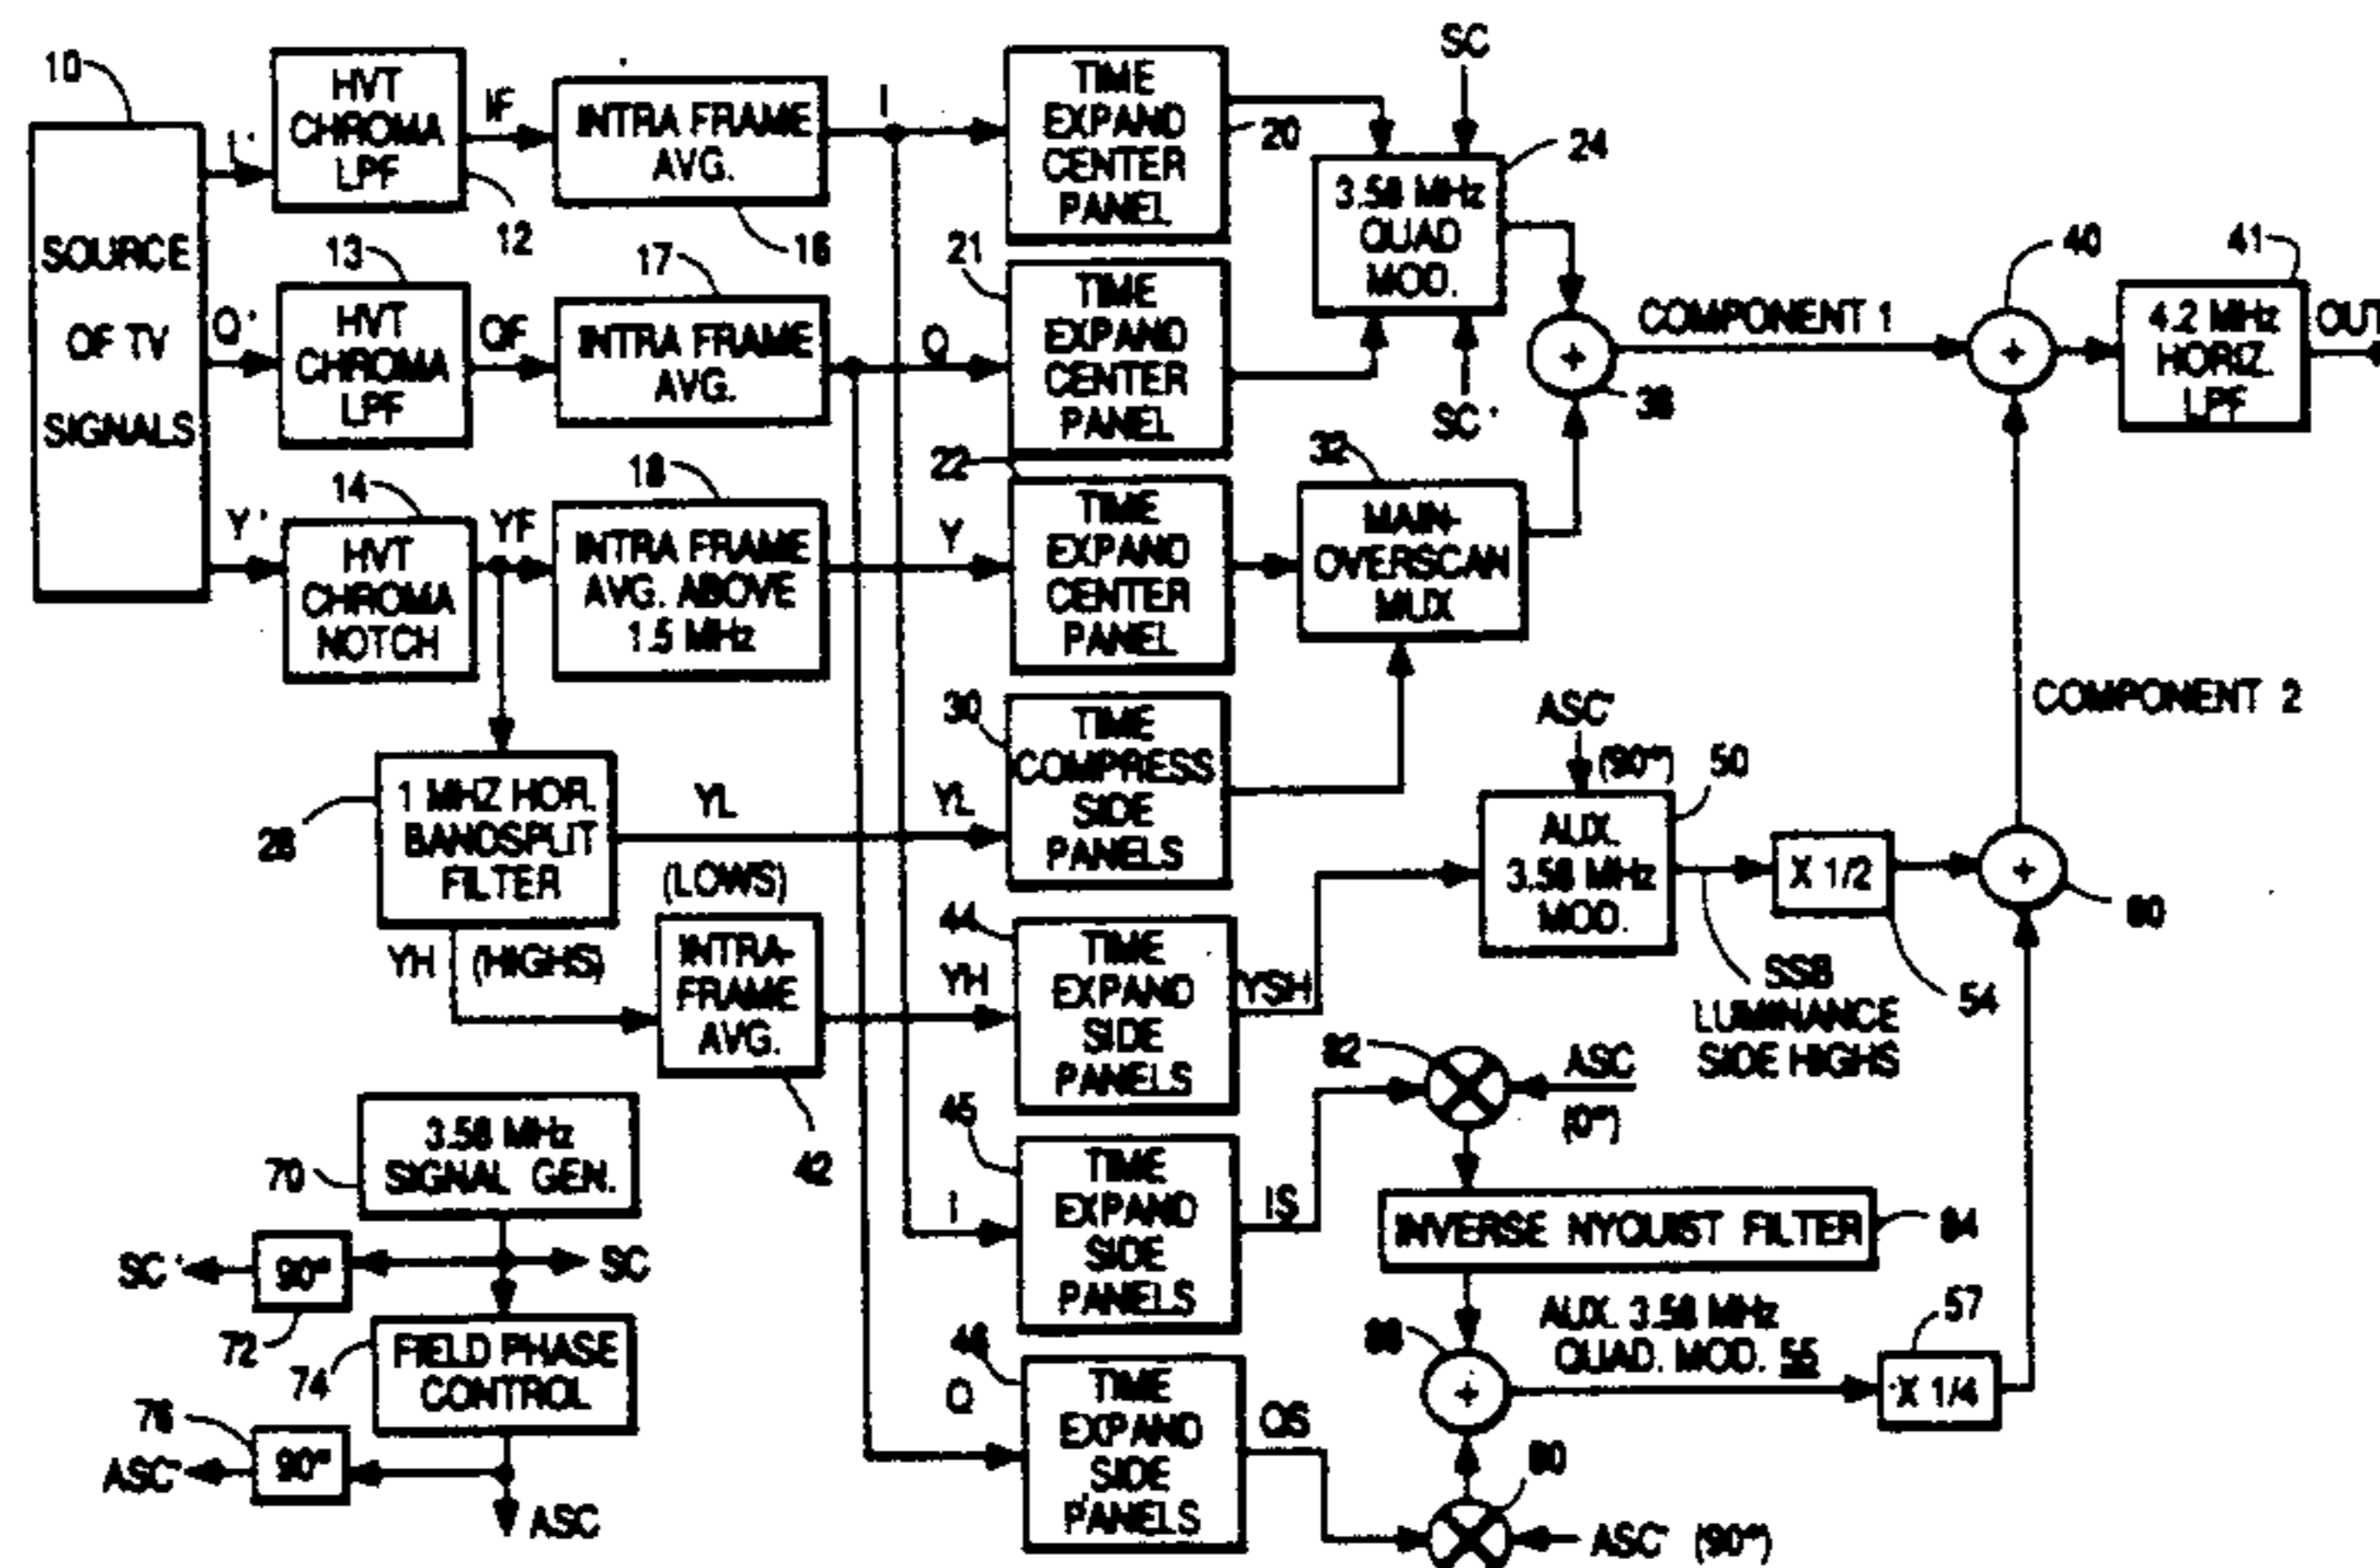 10
SOURCE
OF TV
SIGNALS
I'
HVT
CHROMA
LPF
12
IF
INTRA FRAME
AVG.
16
I
TIME
EXPAND
CENTER
PANEL
20
SC
3.58 MHz
QUAD
MOD.
24
SC'
Q'
13
HVT
CHROMA
LPF
QF
17
INTRA FRAME
AVG.
Q
21
TIME
EXPAND
CENTER
PANEL
COMPONENT 1
+
40
+
41
4.2 MHz
HORIZ.
LPF
OUT
Y'
14
HVT
CHROMA
NOTCH
YF
18
INTRA FRAME
AVG. ABOVE
1.5 MHz
Y
22
TIME
EXPAND
CENTER
PANEL
32
MAIN-
OVERSCAN
MUX
COMPONENT 2
1 MHZ HOR.
BANDSPLIT
FILTER
YL
(LOWS)
YL
30
TIME
COMPRESS
SIDE
PANELS
YH (HIGHS)
INTRA-
FRAME
AVG.
42
YH
44
TIME
EXPAND
SIDE
PANELS
YSH
ASC'
(90°)
50
AUX.
3.58 MHz
MOD.
SSB
LUMINANCE
SIDE HIGHS
X 1/2
54
+
I
45
TIME
EXPAND
SIDE
PANELS
IS
ASC
(0°)
INVERSE NYQUIST FILTER
+
AUX. 3.58 MHz
QUAD. MOD. 55
57
X 1/4
Q
46
TIME
EXPAND
SIDE
PANELS
QS
ASC' (90°)
3.58 MHz
SIGNAL GEN.
70
SC'
90°
72
SC
FIELD PHASE
CONTROL
74
76
ASC'
90°
ASC